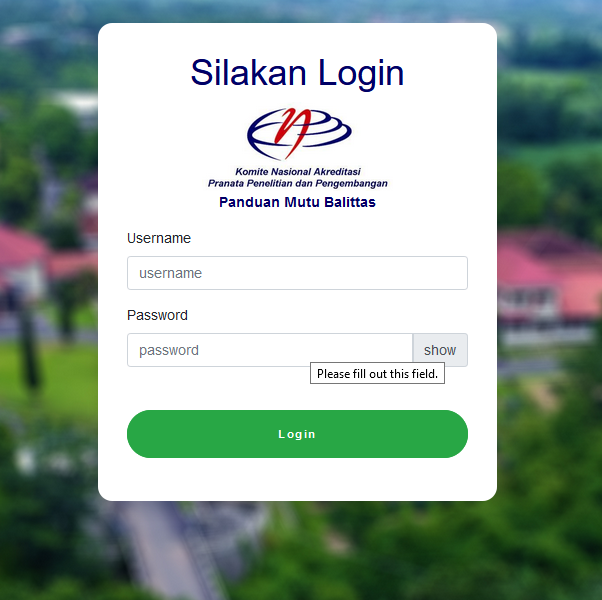 Silakan Login
Komite Nasional Akreditasi
Pranata Penelitian dan Pengembangan
Panduan Mutu Balittas
Username
username
Password
password
show
Please fill out this field.
Login